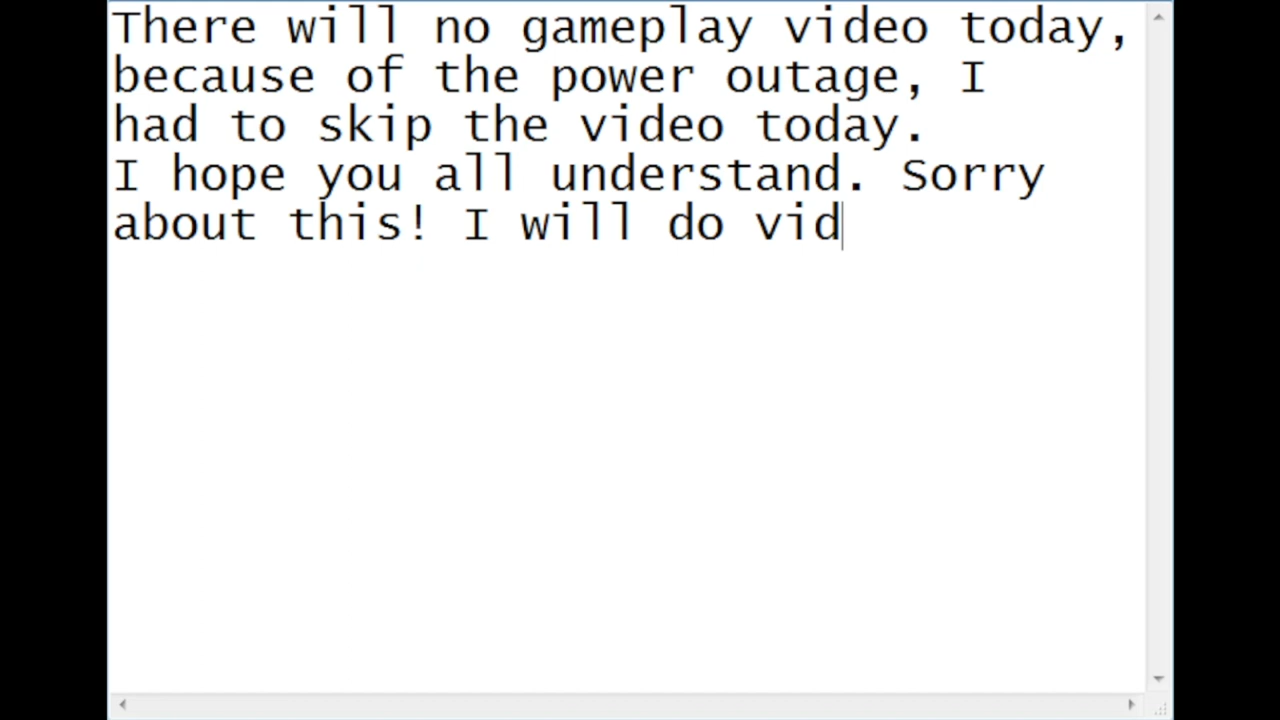 There will no gameplay video today,
because of the power outage, I
had to skip the video today.
I hope you all understand. Sorry
about this! I will do vid